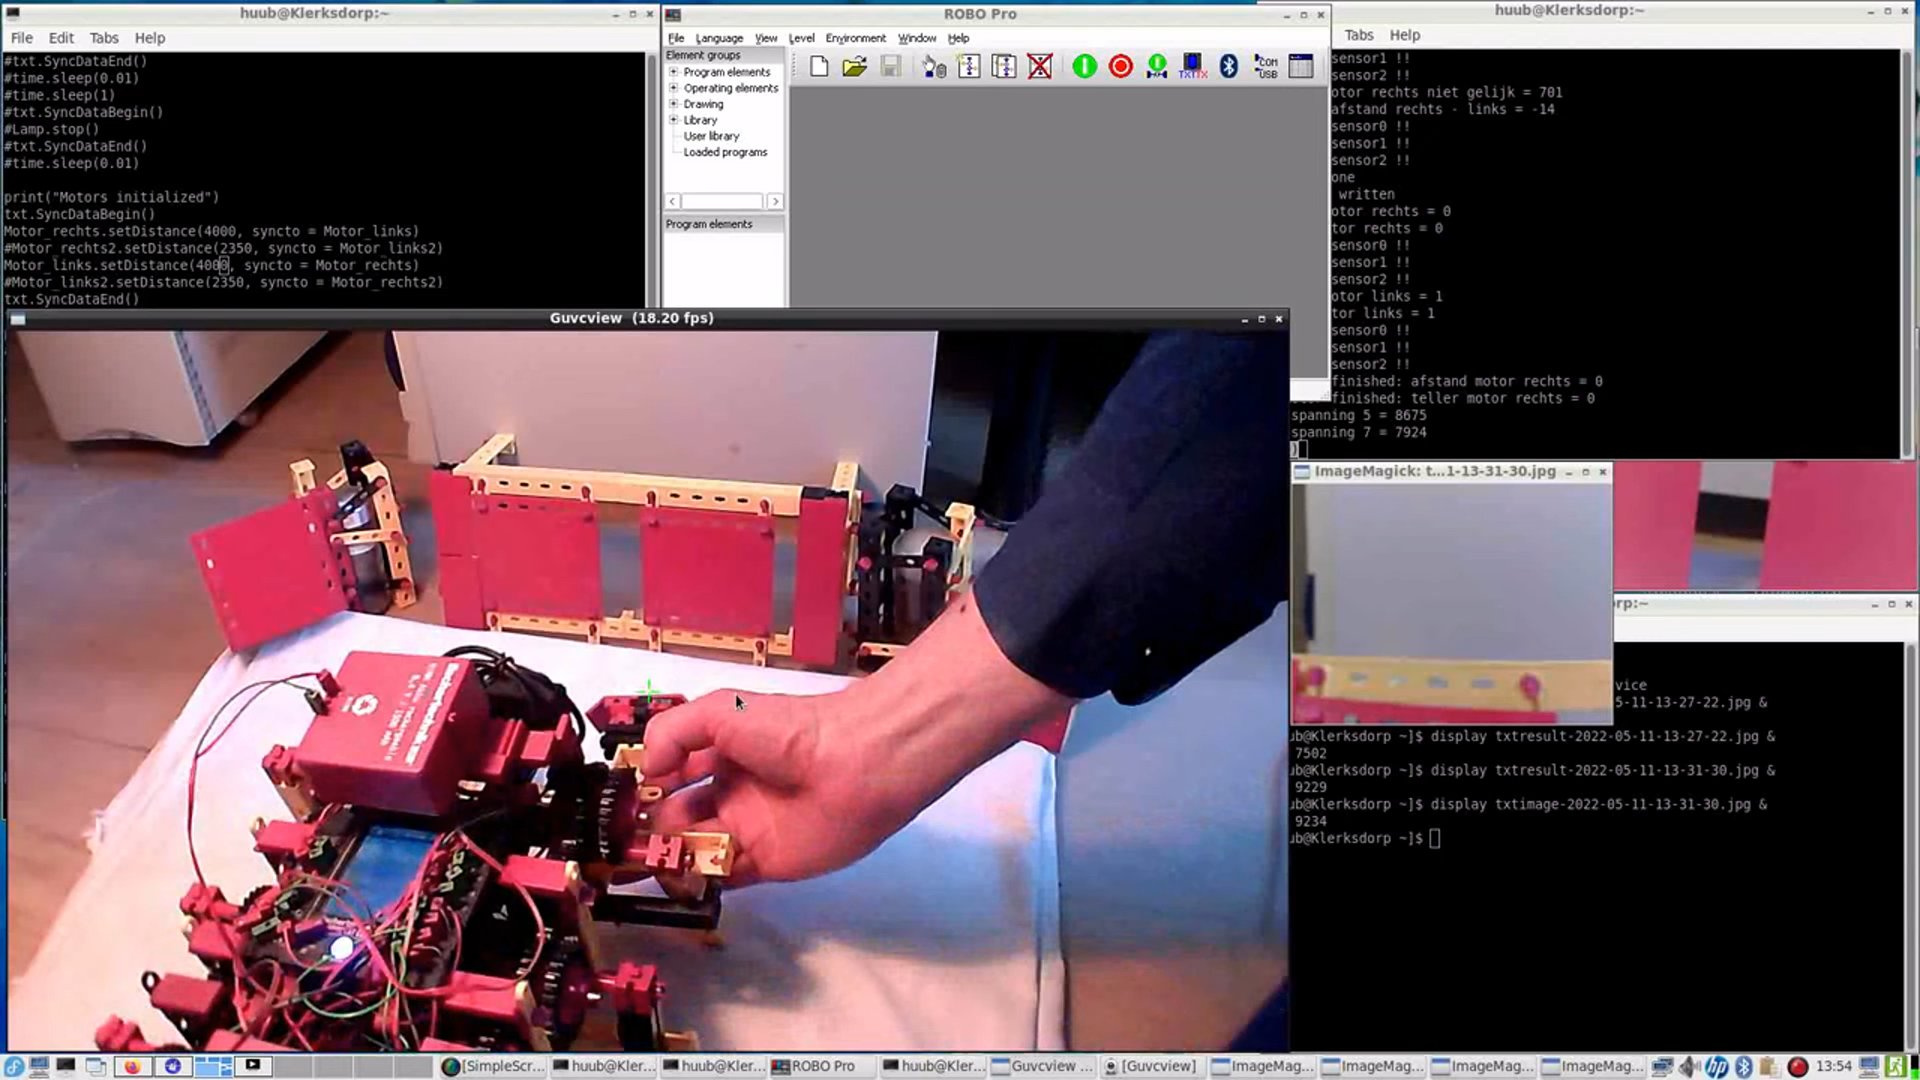 huub@Klerksdorp:~
File Edit Tabs Help
#txt.SyncDataEnd()
#time.sleep(0.01)
#time.sleep(1)
#txt.SyncDataBegin()
#Lamp.stop()
#txt.SyncDataEnd()
#time.sleep(0.01)
print("Motors initialized")
txt.SyncDataBegin()
Motor_rechts.setDistance(4000, syncto = Motor_links)
#Motor_rechts2.setDistance(2350, syncto = Motor_links2)
Motor_links.setDistance(4000, syncto = Motor_rechts)
#Motor_links2.setDistance(2350, syncto = Motor_rechts2)
txt.SyncDataEnd()
ROBO Pro
File Language View Level Environment Window Help
Element groups
Program elements
Operating elements
Drawing
Library
User library
Loaded programs
Program elements
TXT TX
COM
USB
huub@Klerksdorp:~
Tabs Help
sensor1 !!
sensor2 !!
otor rechts niet gelijk = 701
afstand rechts - links = -14
sensor0 !!
sensor1 !!
sensor2 !!
one
written
otor rechts = 0
tor rechts = 0
sensor0 !!
sensor1 !!
sensor2 !!
otor links = 1
tor links = 1
sensor0 !!
sensor1 !!
sensor2 !!
finished: afstand motor rechts = 0
finished: teller motor rechts = 0
spanning 5 = 8675
spanning 7 = 7924
Guvcview (18.20 fps)
ImageMagick: t...1-13-31-30.jpg
rp:~
vice
5-11-13-27-22.jpg &
ub@Klerksdorp ~]$ display txtresult-2022-05-11-13-27-22.jpg &
7502
ub@Klerksdorp ~]$ display txtresult-2022-05-11-13-31-30.jpg &
9229
ub@Klerksdorp ~]$ display txtimage-2022-05-11-13-31-30.jpg &
9234
ub@Klerksdorp ~]$
[SimpleScr... huub@Kler... huub@Kler... ROBO Pro huub@Kler... Guvcview ... [Guvcview] ImageMag... ImageMag... ImageMag... ImageMag... hp 13:54